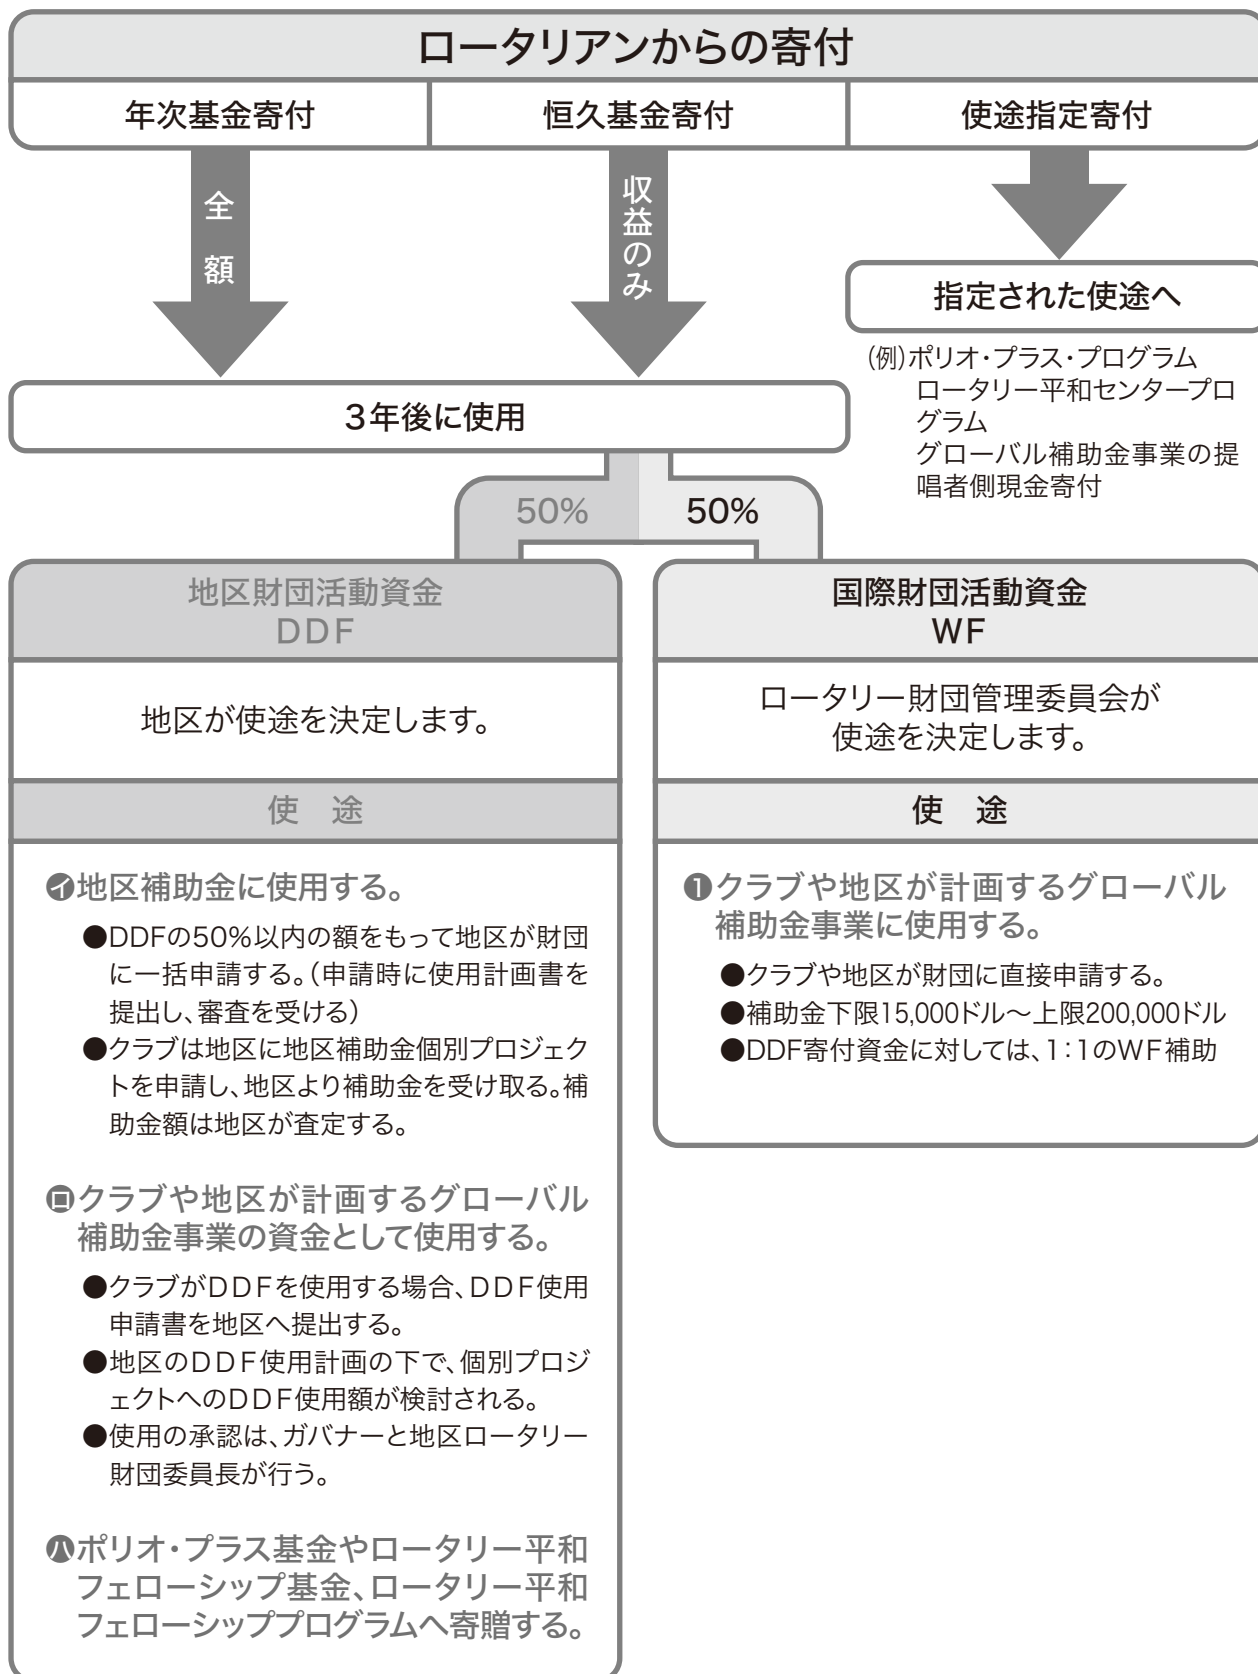 ロータリアンからの寄付
年次基金寄付
恒久基金寄付
使途指定寄付
全額
収益のみ
指定された使途へ
(例)ポリオ・プラス・プログラム
ロータリー平和センタープロ
グラム
グローバル補助金事業の提
唱者側現金寄付
3年後に使用
50%
50%
地区財団活動資金
DDF
地区が使途を決定します。
使 途
㋑地区補助金に使用する。
●DDFの50%以内の額をもって地区が財団
に一括申請する。(申請時に使用計画書を
提出し、審査を受ける)
●クラブは地区に地区補助金個別プロジェク
トを申請し、地区より補助金を受け取る。補
助金額は地区が査定する。
㋺クラブや地区が計画するグローバル
補助金事業の資金として使用する。
●クラブがDDFを使用する場合、DDF使用
申請書を地区へ提出する。
●地区のDDF使用計画の下で、個別プロジ
ェクトへのDDF使用額が検討される。
●使用の承認は、ガバナーと地区ロータリー
財団委員長が行う。
㋩ポリオ・プラス基金やロータリー平和
フェローシップ基金、ロータリー平和
フェローシッププログラムへ寄贈する。
国際財団活動資金
WF
ロータリー財団管理委員会が
使途を決定します。
使 途
❶クラブや地区が計画するグローバル
補助金事業に使用する。
●クラブや地区が財団に直接申請する。
●補助金下限15,000ドル～上限200,000ドル
●DDF寄付資金に対しては、1:1のWF補助